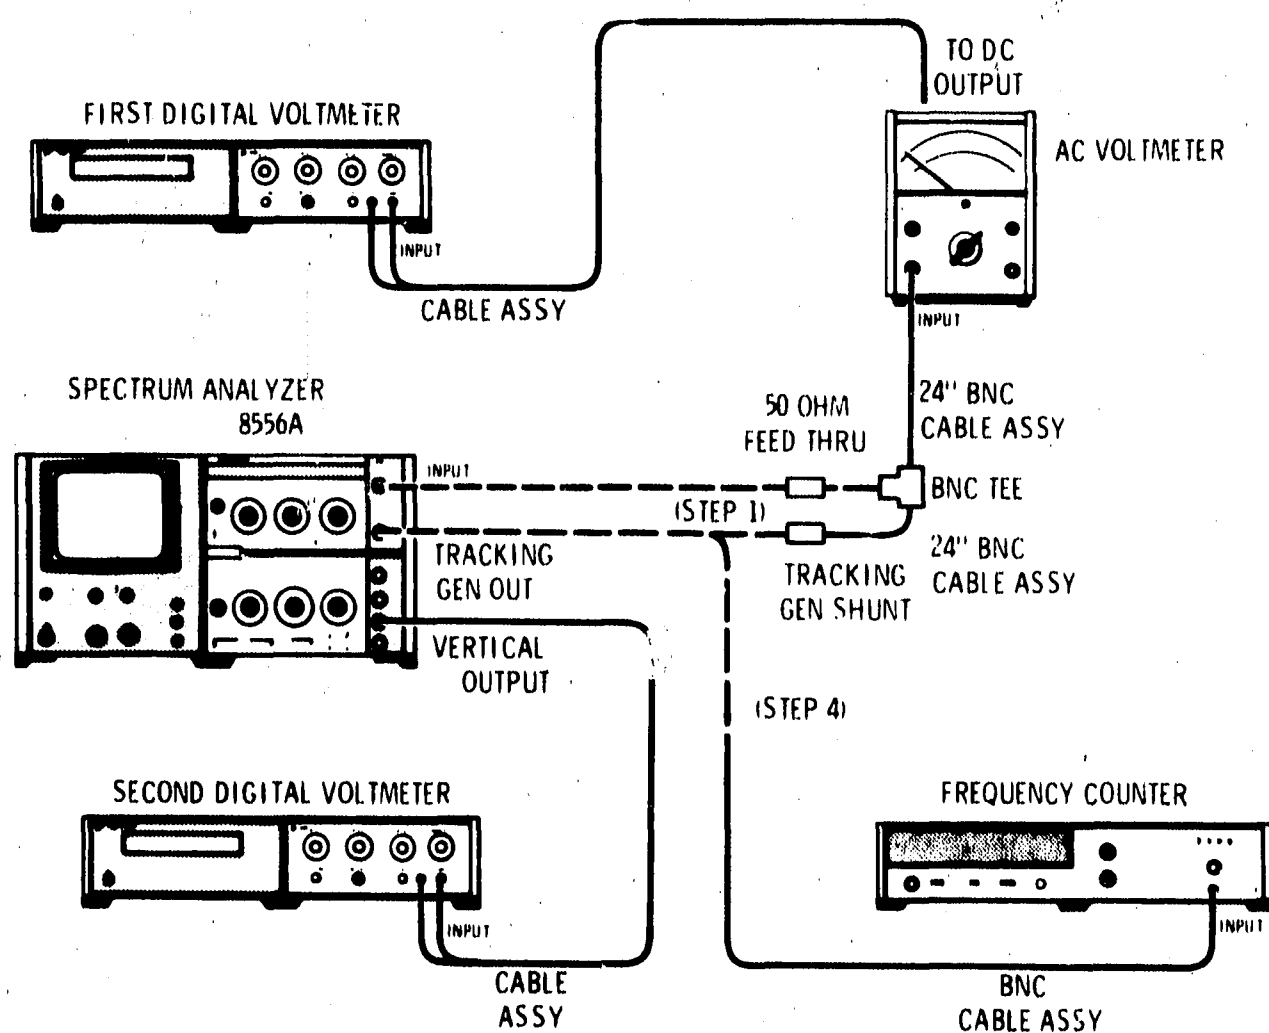 TO DC
OUTPUT
FIRST DIGITAL VOLTMETER
AC VOLTMETER
INPUT
CABLE ASSY
INPUT
SPECTRUM ANALYZER
8556A
50 OHM
FEED THRU
24" BNC
CABLE ASSY
INPUT
(STEP 1)
BNC TEE
TRACKING
GEN OUT
TRACKING
GEN SHUNT
24" BNC
CABLE ASSY
VERTICAL
OUTPUT
(STEP 4)
SECOND DIGITAL VOLTMETER
FREQUENCY COUNTER
INPUT
INPUT
CABLE
ASSY
BNC
CABLE ASSY